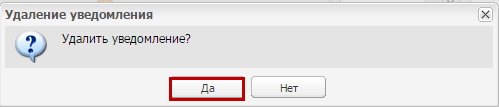 Удаление уведомления
Удалить уведомление?
Да
Нет